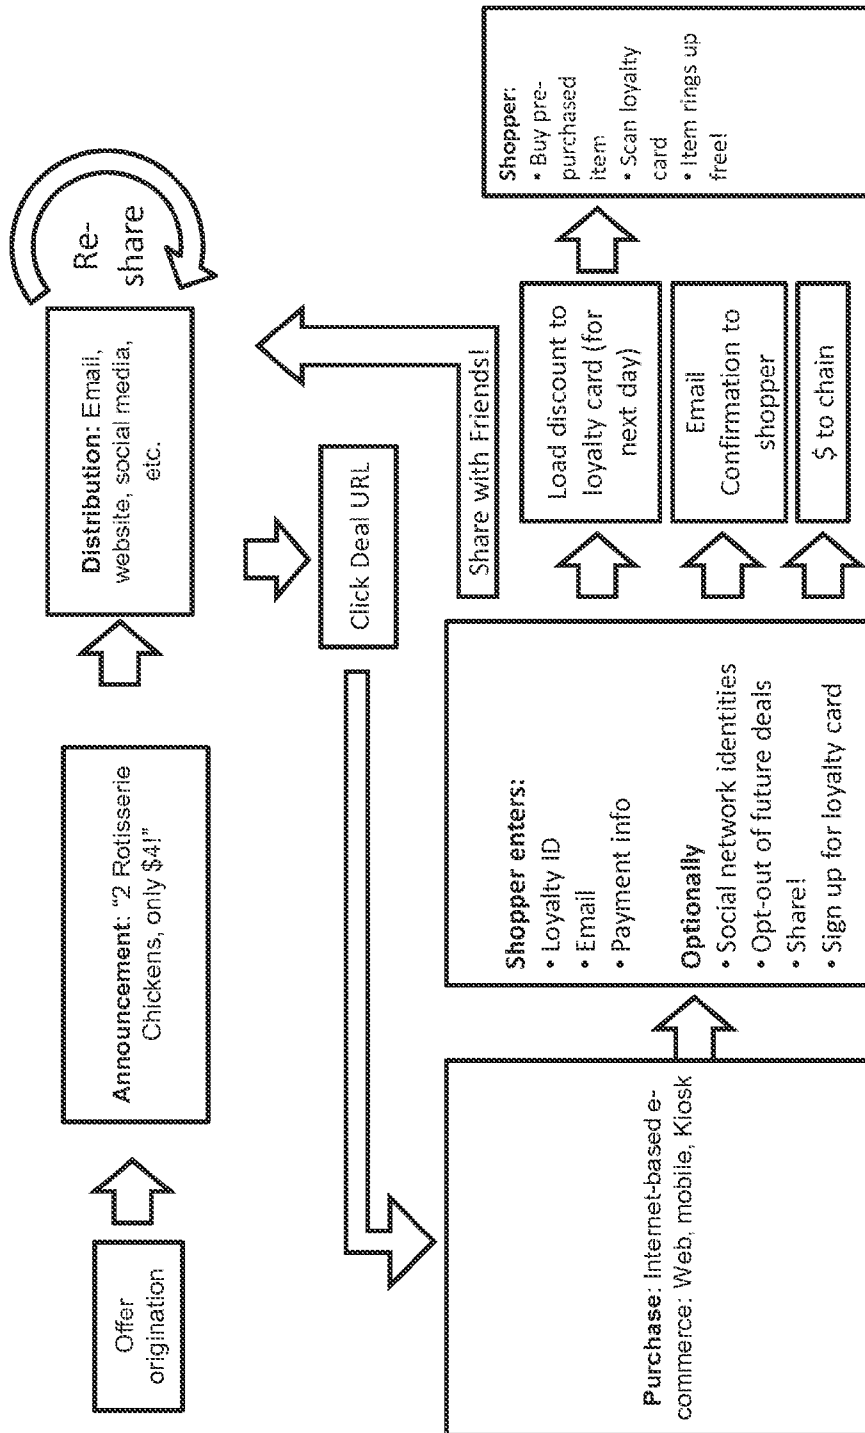 Offer
origination
Announcement: “2 Rotisserie
Chickens, only $4!”
Distribution: Email,
website, social media,
etc.
Re-
share
Click Deal URL
Share with Friends!
Purchase: Internet-based e-
commerce: Web, mobile, Kiosk
Shopper enters:
• Loyalty ID
• Email
• Payment info
Optionally
• Social network identities
• Opt-out of future deals
• Share!
• Sign up for loyalty card
Load discount to
loyalty card (for
next day)
Email
Confirmation to
shopper
$ to chain
Shopper:
• Buy pre-
purchased
item
• Scan loyalty
card
• Item rings up
free!